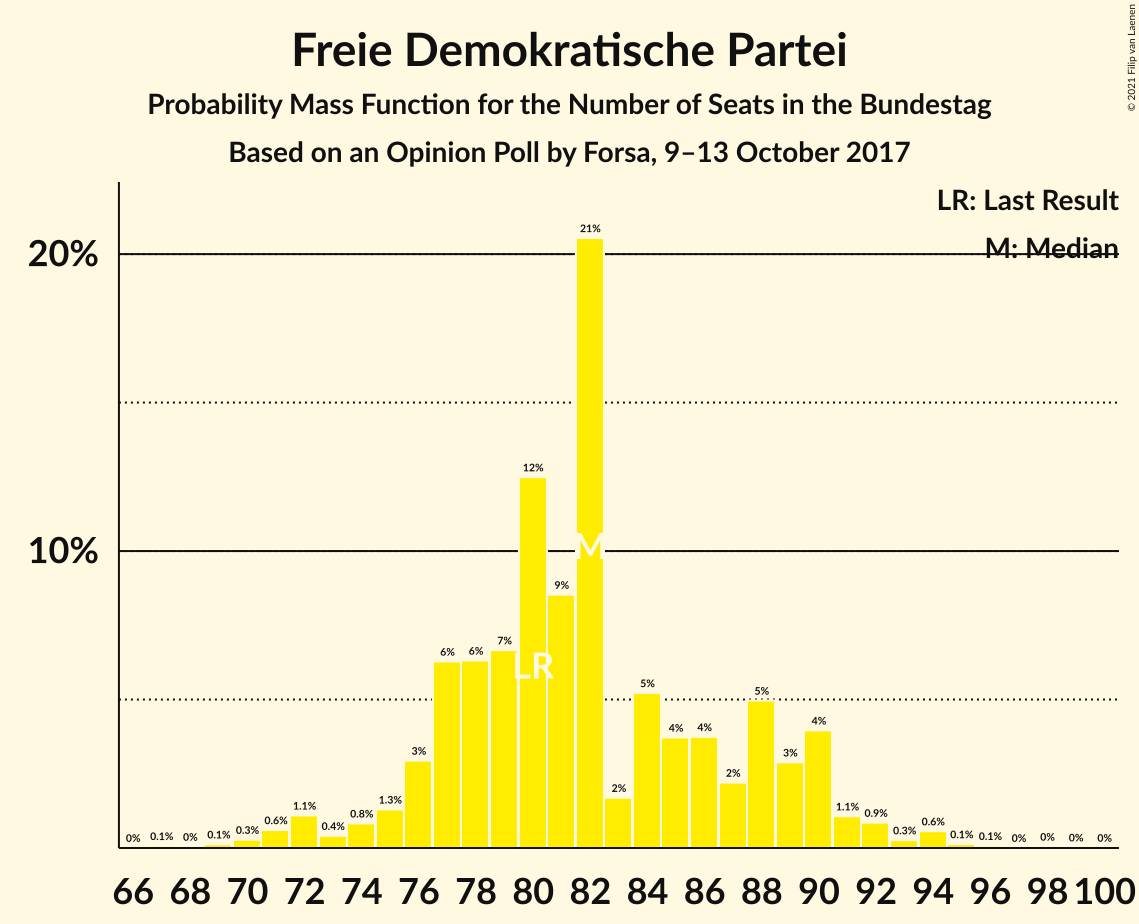 Freie Demokratische Partei
Probability Mass Function for the Number of Seats in the Bundestag
Based on an Opinion Poll by Forsa, 9–13 October 2017
© 2021 Filip van Laenen
LR: Last Result
M: Median
20%
10%
0% 0.1% 0% 0.1% 0.3% 0.6% 1.1% 0.4% 0.8% 1.3% 3% 6% 6% 7% 12% 9% 21% 2% 5% 4% 4% 2% 5% 3% 4% 1.1% 0.9% 0.3% 0.6% 0.1% 0.1% 0% 0% 0% 0%
M
LR
66 68 70 72 74 76 78 80 82 84 86 88 90 92 94 96 98 100